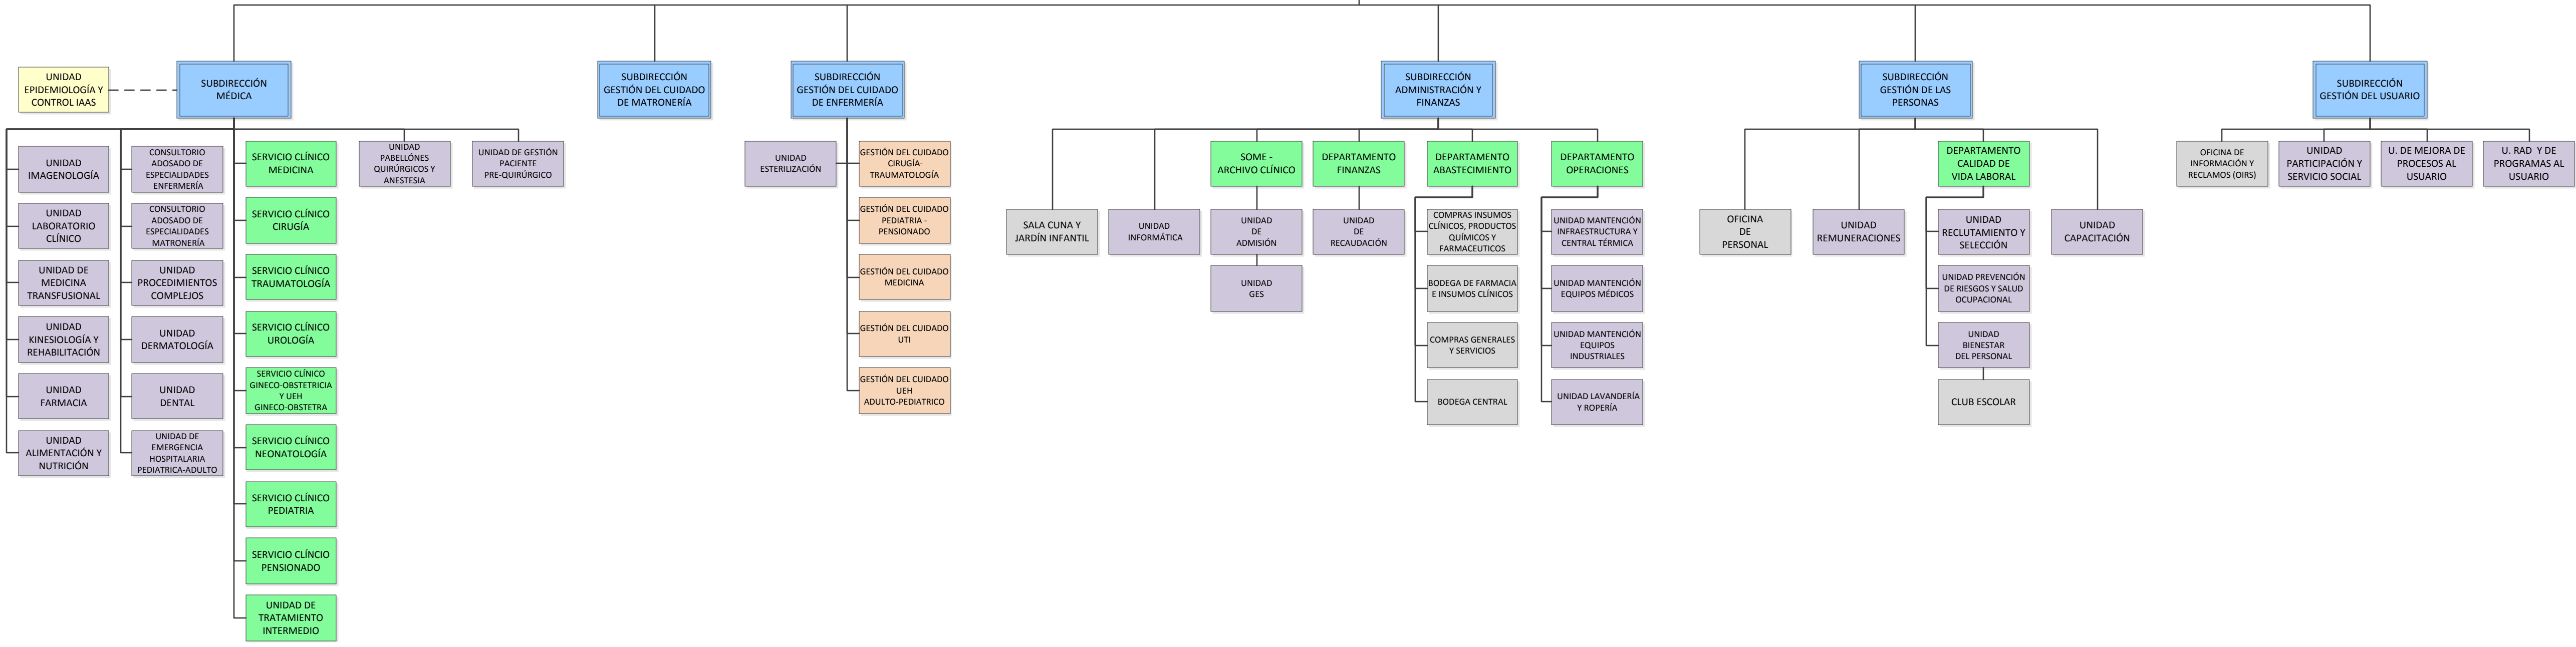 UNIDAD
EPIDEMIOLOGÍA Y
CONTROL IAAS
SUBDIRECCIÓN
MÉDICA
SUBDIRECCIÓN
GESTIÓN DEL CUIDADO
DE MATRONERÍA
SUBDIRECCIÓN
GESTIÓN DEL CUIDADO
DE ENFERMERÍA
SUBDIRECCIÓN
ADMINISTRACIÓN Y
FINANZAS
SUBDIRECCIÓN
GESTIÓN DE LAS
PERSONAS
SUBDIRECCIÓN
GESTIÓN DEL USUARIO
UNIDAD
IMAGENOLOGÍA
UNIDAD
LABORATORIO
CLÍNICO
UNIDAD DE
MEDICINA
TRANSFUSIONAL
UNIDAD
KINESIOLOGÍA Y
REHABILITACIÓN
UNIDAD
FARMACIA
UNIDAD
ALIMENTACIÓN Y
NUTRICIÓN
CONSULTORIO
ADOSADO DE
ESPECIALIDADES
ENFERMERÍA
CONSULTORIO
ADOSADO DE
ESPECIALIDADES
MATRONERÍA
UNIDAD
PROCEDIMIENTOS
COMPLEJOS
UNIDAD
DERMATOLOGÍA
UNIDAD
DENTAL
UNIDAD DE
EMERGENCIA
HOSPITALARIA
PEDIATRICA-ADULTO
SERVICIO CLÍNICO
MEDICINA
SERVICIO CLÍNICO
CIRUGÍA
SERVICIO CLÍNICO
TRAUMATOLOGÍA
SERVICIO CLÍNICO
UROLOGÍA
SERVICIO CLÍNICO
GINECO-OBSTETRICIA
Y UEH
GINECO-OBSTETRA
SERVICIO CLÍNICO
NEONATOLOGÍA
SERVICIO CLÍNICO
PEDIATRIA
SERVICIO CLÍNCIO
PENSIONADO
UNIDAD DE
TRATAMIENTO
INTERMEDIO
UNIDAD
PABELLÓNES
QUIRÚRGICOS Y
ANESTESIA
UNIDAD DE GESTIÓN
PACIENTE
PRE-QUIRÚRGICO
UNIDAD
ESTERILIZACIÓN
GESTIÓN DEL CUIDADO
CIRUGÍA-
TRAUMATOLOGÍA
GESTIÓN DEL CUIDADO
PEDIATRIA -
PENSIONADO
GESTIÓN DEL CUIDADO
MEDICINA
GESTIÓN DEL CUIDADO
UTI
GESTIÓN DEL CUIDADO
UEH
ADULTO-PEDIATRICO
SALA CUNA Y
JARDÍN INFANTIL
UNIDAD
INFORMÁTICA
SOME -
ARCHIVO CLÍNICO
UNIDAD
DE
ADMISIÓN
UNIDAD
GES
DEPARTAMENTO
FINANZAS
UNIDAD
DE
RECAUDACIÓN
DEPARTAMENTO
ABASTECIMIENTO
COMPRAS INSUMOS
CLÍNICOS, PRODUCTOS
QUÍMICOS Y
FARMACEUTICOS
BODEGA DE FARMACIA
E INSUMOS CLÍNICOS
COMPRAS GENERALES
Y SERVICIOS
BODEGA CENTRAL
DEPARTAMENTO
OPERACIONES
UNIDAD MANTENCIÓN
INFRAESTRUCTURA Y
CENTRAL TÉRMICA
UNIDAD MANTENCIÓN
EQUIPOS MÉDICOS
UNIDAD MANTENCIÓN
EQUIPOS
INDUSTRIALES
UNIDAD LAVANDERÍA
Y ROPERÍA
OFICINA
DE
PERSONAL
UNIDAD
REMUNERACIONES
DEPARTAMENTO
CALIDAD DE
VIDA LABORAL
UNIDAD
RECLUTAMIENTO Y
SELECCIÓN
UNIDAD PREVENCIÓN
DE RIESGOS Y SALUD
OCUPACIONAL
UNIDAD
BIENESTAR
DEL PERSONAL
CLUB ESCOLAR
UNIDAD
CAPACITACIÓN
OFICINA DE
INFORMACIÓN Y
RECLAMOS (OIRS)
UNIDAD
PARTICIPACIÓN Y
SERVICIO SOCIAL
U. DE MEJORA DE
PROCESOS AL
USUARIO
U. RAD Y DE
PROGRAMAS AL
USUARIO